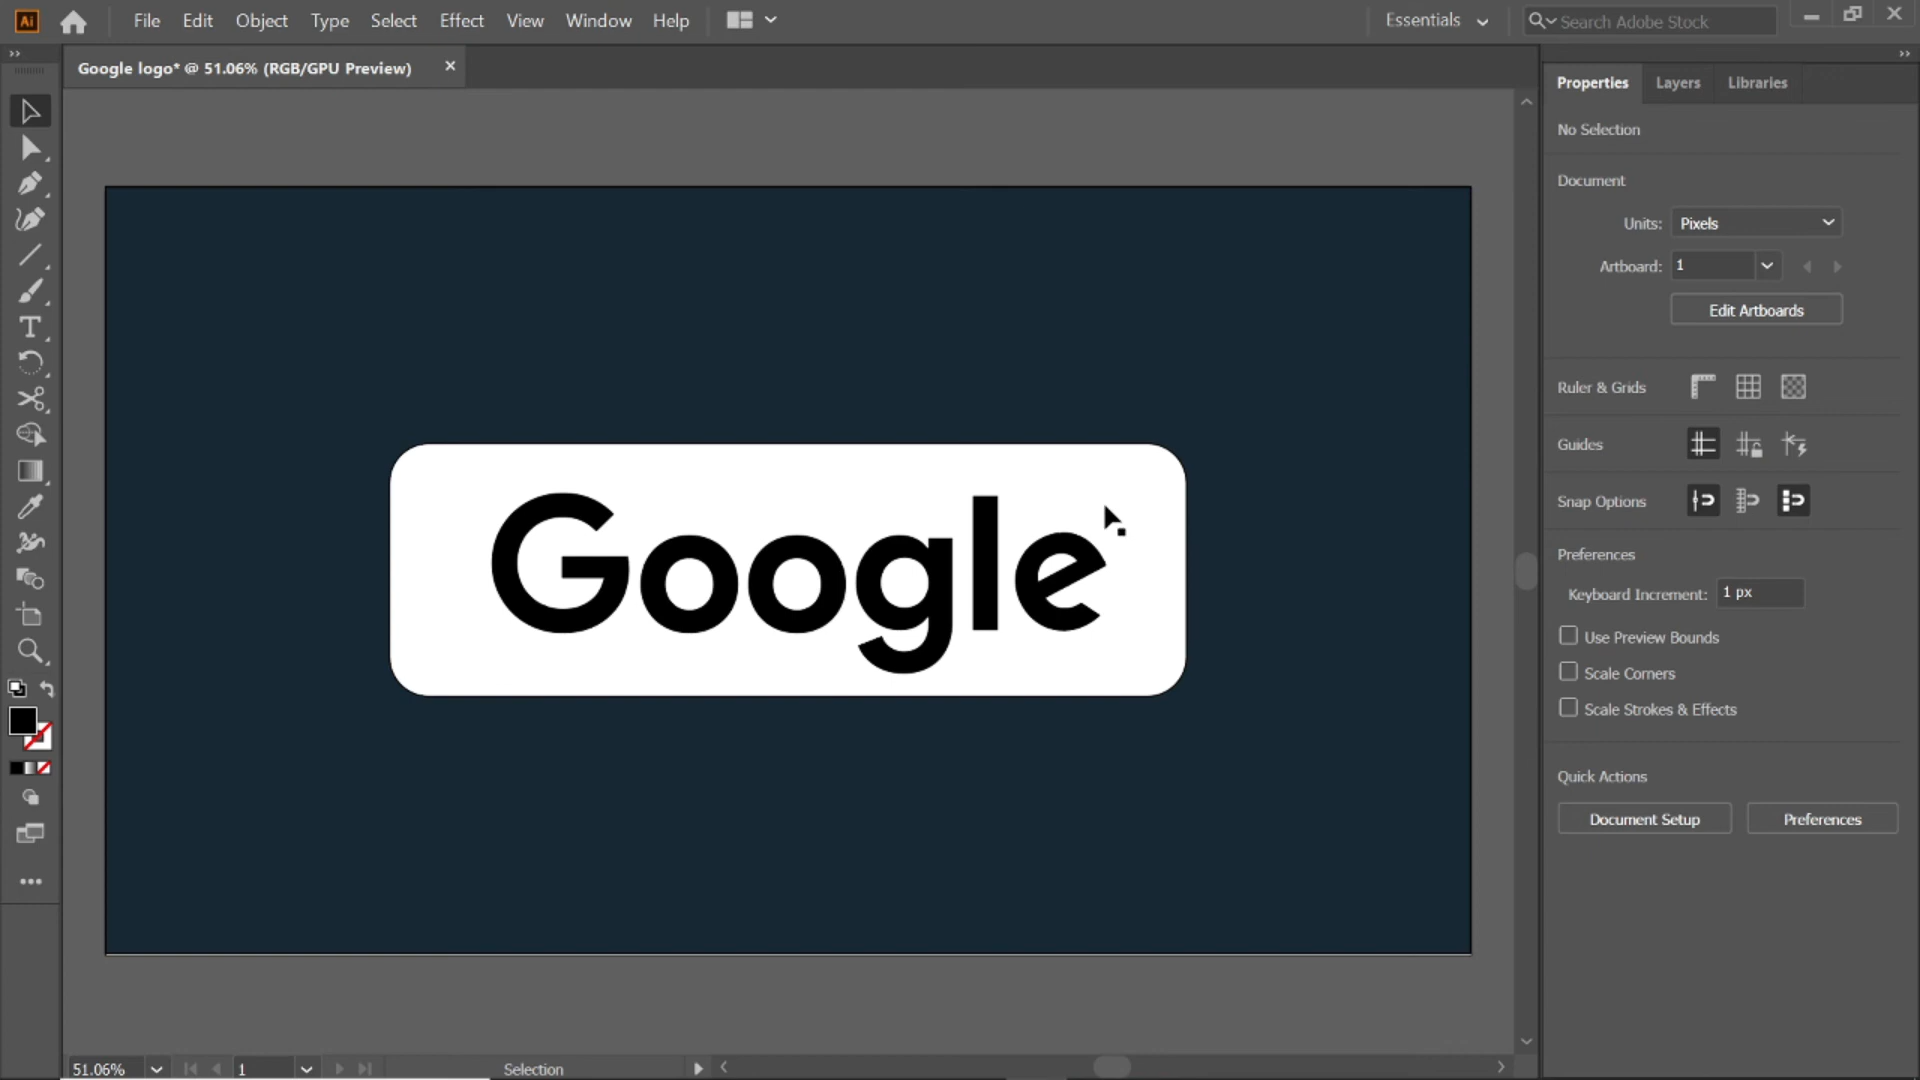 Ai File Edit Object Type Select Effect View Window Help Essentials Search Adobe Stock
Google logo* @ 51.06% (RGB/GPU Preview)
Properties Layers Libraries
No Selection
Document
Units: Pixels
Artboard: 1
Edit Artboards
Ruler & Grids
Guides
Snap Options
Preferences
Keyboard Increment: 1 px
Use Preview Bounds
Scale Corners
Scale Strokes & Effects
Quick Actions
Document Setup Preferences
Google
51.06% 1 Selection